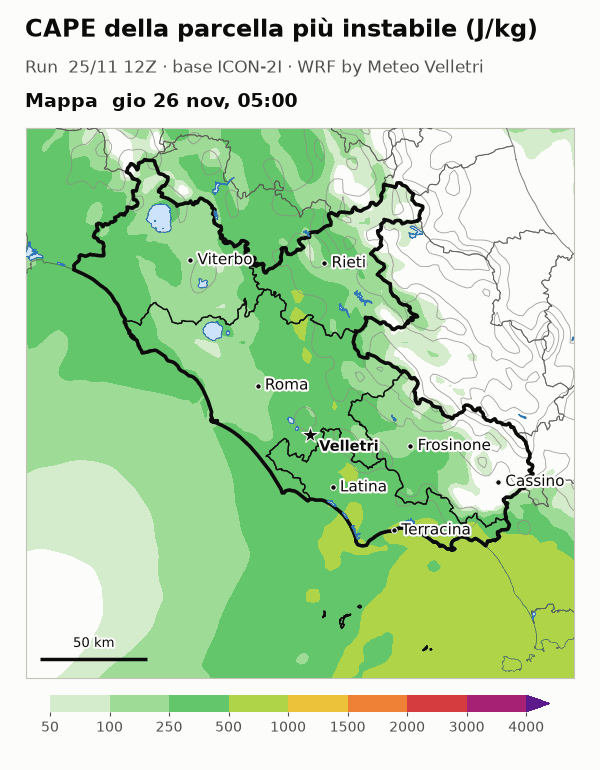 CAPE della parcella più instabile (J/kg)
Run  25/11 12Z · base ICON-2I · WRF by Meteo Velletri
Mappa  gio 26 nov, 05:00
Viterbo
Rieti
Roma
Velletri
Frosinone
Cassino
Latina
Terracina
50 km
50 100 250 500 1000 1500 2000 3000 4000